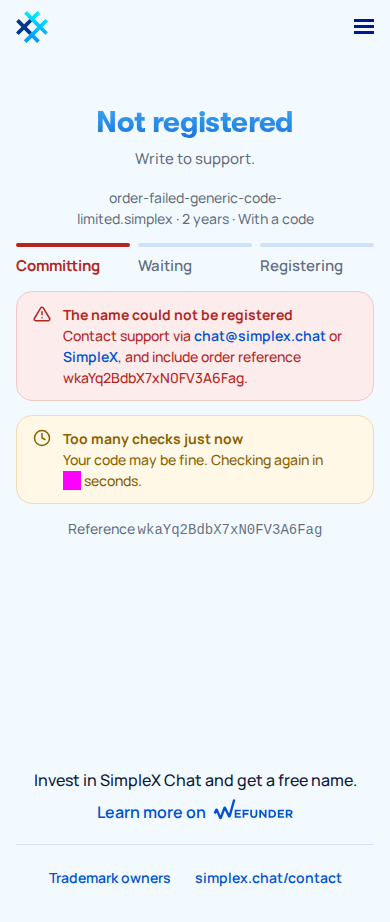 Not registered
Write to support.
order-failed-generic-code-
limited.simplex · 2 years · With a code
Committing
Waiting
Registering
The name could not be registered
Contact support via chat@simplex.chat or
SimpleX, and include order reference
wkaYq2BdbX7xN0FV3A6Fag.
Too many checks just now
Your code may be fine. Checking again in
seconds.
Reference wkaYq2BdbX7xN0FV3A6Fag
Invest in SimpleX Chat and get a free name.
Learn more on WEFUNDER
Trademark owners
simplex.chat/contact